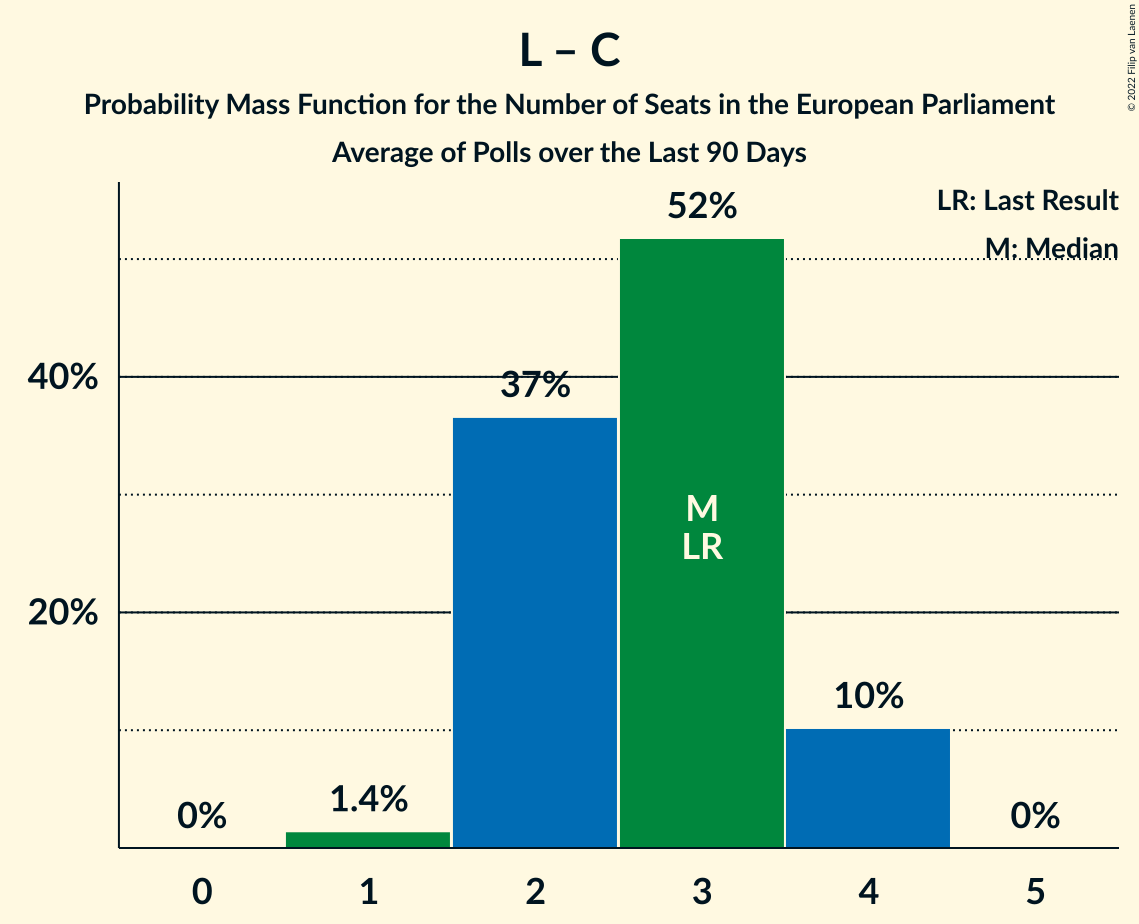 L – C
Probability Mass Function for the Number of Seats in the European Parliament
Average of Polls over the Last 90 Days
© 2022 Filip van Laenen
LR: Last Result
M: Median
52%
40%
37%
M
LR
20%
10%
1.4%
0%
0%
0 1 2 3 4 5